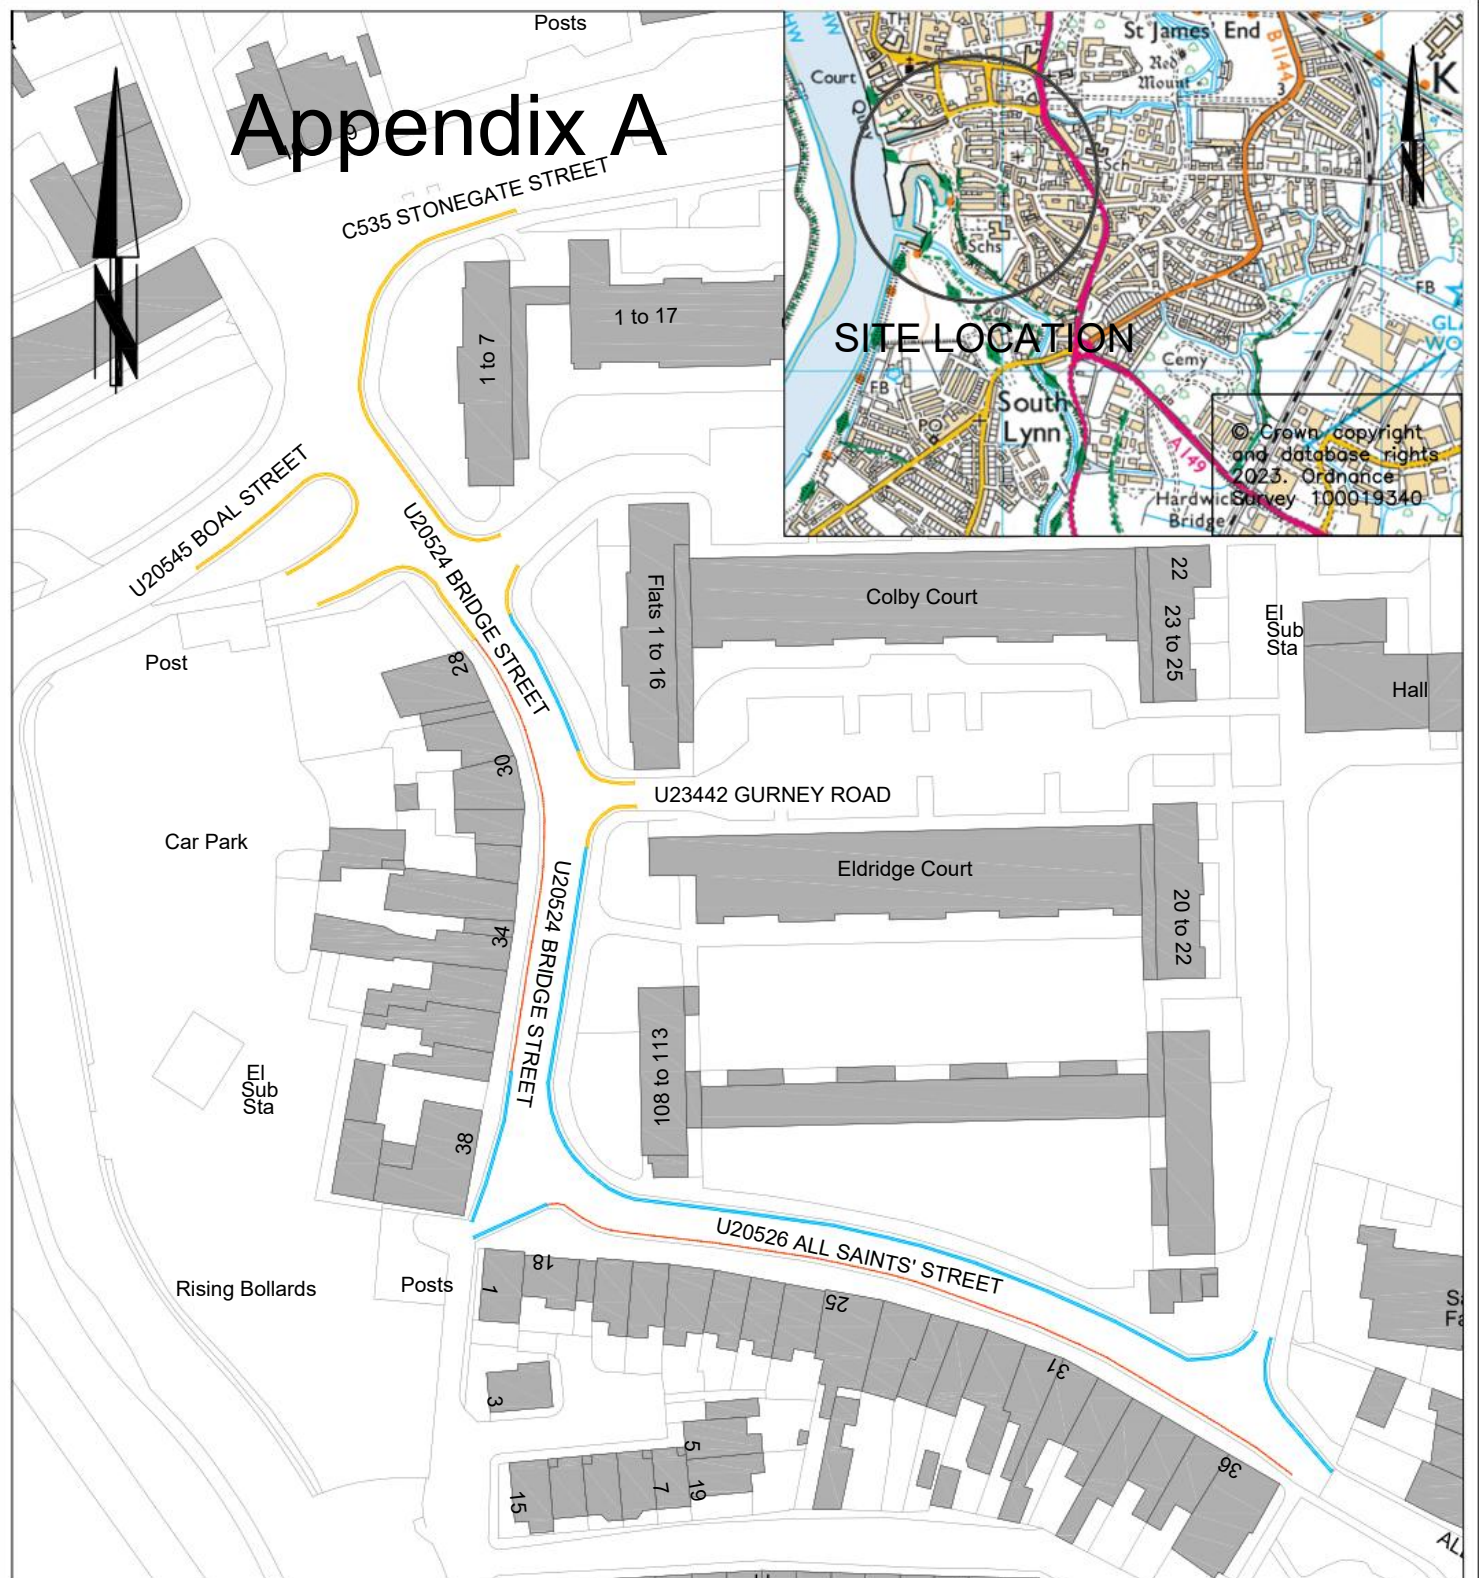 Posts
Appendix A
9
C535 STONEGATE STREET
1 to 7
1 to 17
U20545 BOAL STREET
U20524 BRIDGE STREET
Post
28
30
Car Park
34
El
Sub
Sta
38
Flats 1 to 16
Colby Court
22
23 to 25
El
Sub
Sta
Hall
U23442 GURNEY ROAD
Eldridge Court
20 to 22
U20524 BRIDGE STREET
108 to 113
U20526 ALL SAINTS' STREET
Rising Bollards
Posts
1
18
25
31
36
3
5
19
7
15
TH
St James' End
Red
Mount
B1144
3
K
Court
Quay
Sch
Schs
SITE LOCATION
FB
FB
Cemy
PO
South
Lynn
A149
Hardwick
Bridge
© Crown copyright
and database rights
2023. Ordnance
Survey 100019340
N
N